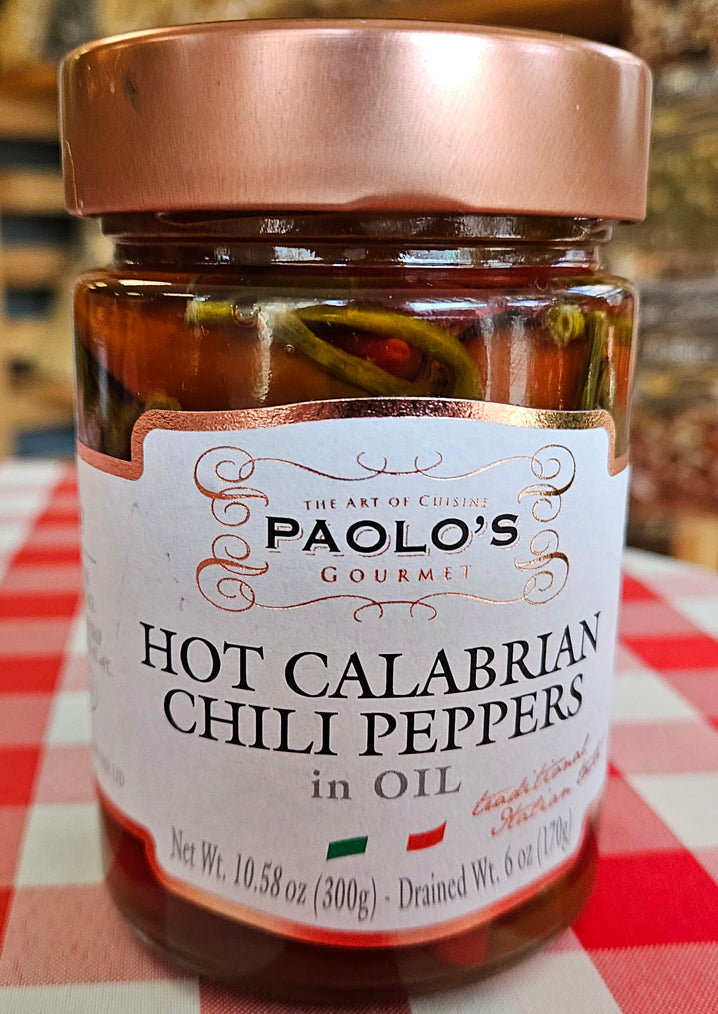 THE ART OF CUISINE
PAOLO'S
GOURMET
HOT CALABRIAN
CHILI PEPPERS
in OIL
traditional
Italian taste
Net Wt. 10.58 oz (300g) - Drained Wt. 6 oz (170g)